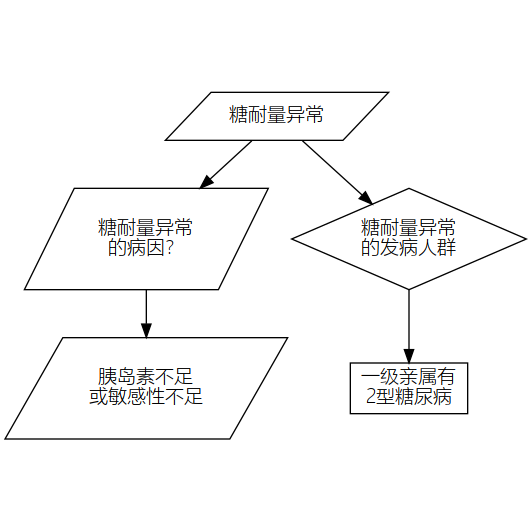 糖耐量异常
糖耐量异常
的病因?
糖耐量异常
的发病人群
胰岛素不足
或敏感性不足
一级亲属有
2型糖尿病